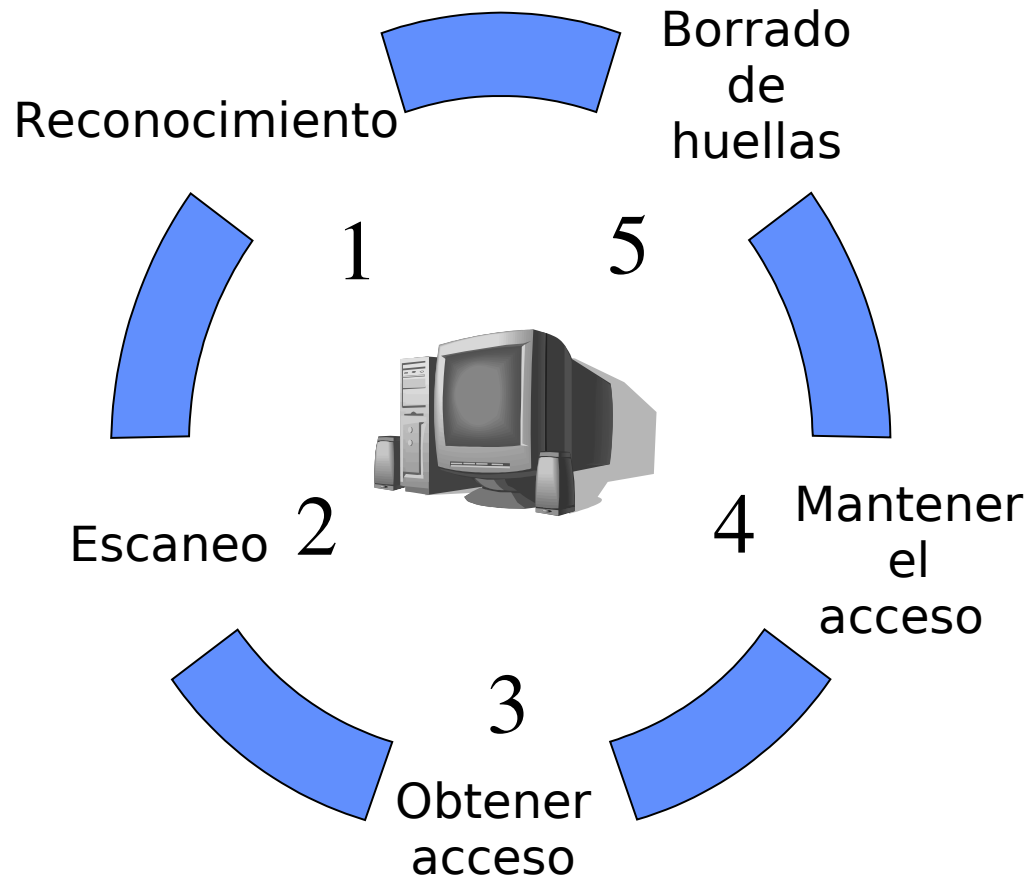 Reconocimiento
1
Escaneo
2
3
Obtener
acceso
4
Mantener
el
acceso
5
Borrado
de
huellas